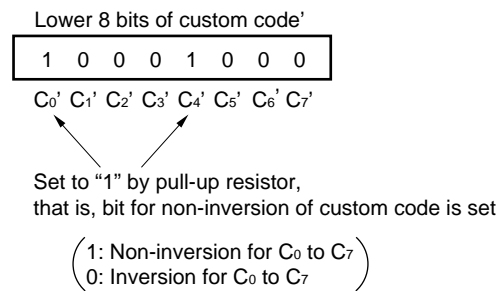 Lower 8 bits of custom code’
1 0 0 0 1 0 0 0
C₀’ C₁’ C₂’ C₃’ C₄’ C₅’ C₆’ C₇’
Set to “1” by pull-up resistor,
that is, bit for non-inversion of custom code is set
1: Non-inversion for C₀ to C₇
0: Inversion for C₀ to C₇